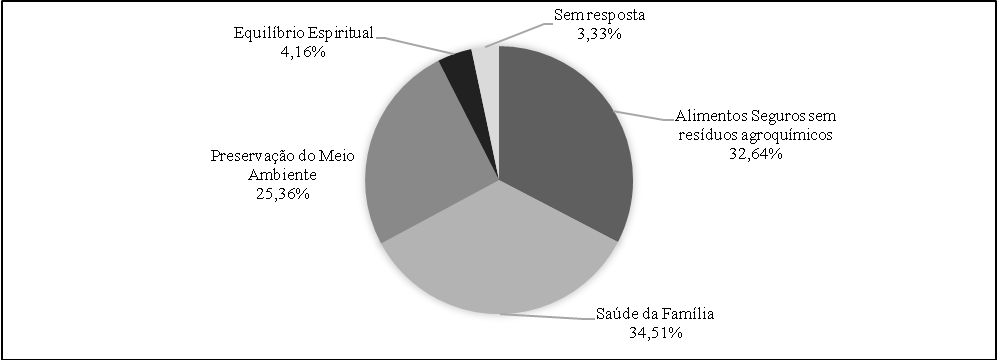 Sem resposta
3,33%
Equilíbrio Espiritual
4,16%
Alimentos Seguros sem
resíduos agroquímicos
32,64%
Preservação do Meio
Ambiente
25,36%
Saúde da Família
34,51%